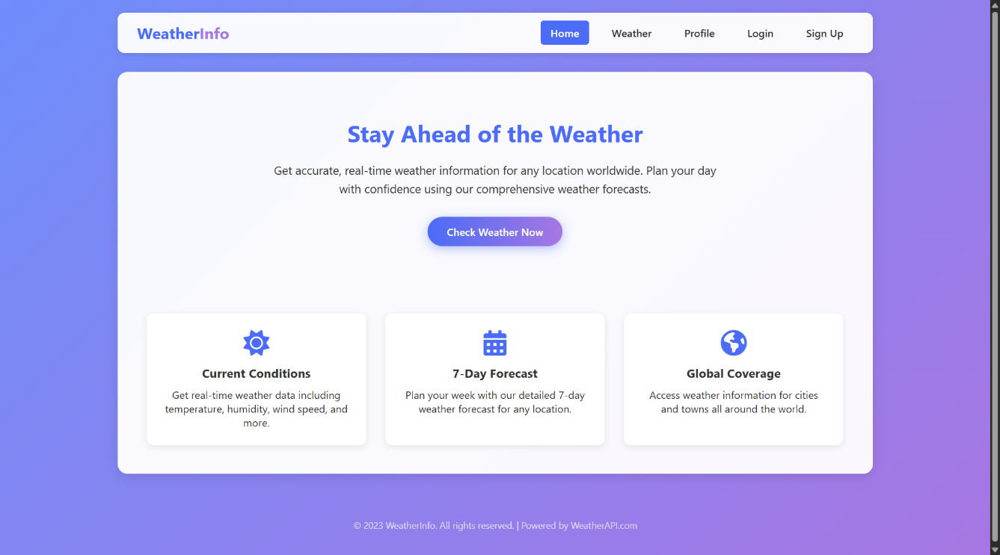 WeatherInfo
Home Weather Profile Login Sign Up
Stay Ahead of the Weather
Get accurate, real-time weather information for any location worldwide. Plan your day
with confidence using our comprehensive weather forecasts.
Check Weather Now
Current Conditions
Get real-time weather data including
temperature, humidity, wind speed, and
more.
7-Day Forecast
Plan your week with our detailed 7-day
weather forecast for any location.
Global Coverage
Access weather information for cities
and towns all around the world.
© 2023 WeatherInfo. All rights reserved. | Powered by WeatherAPI.com